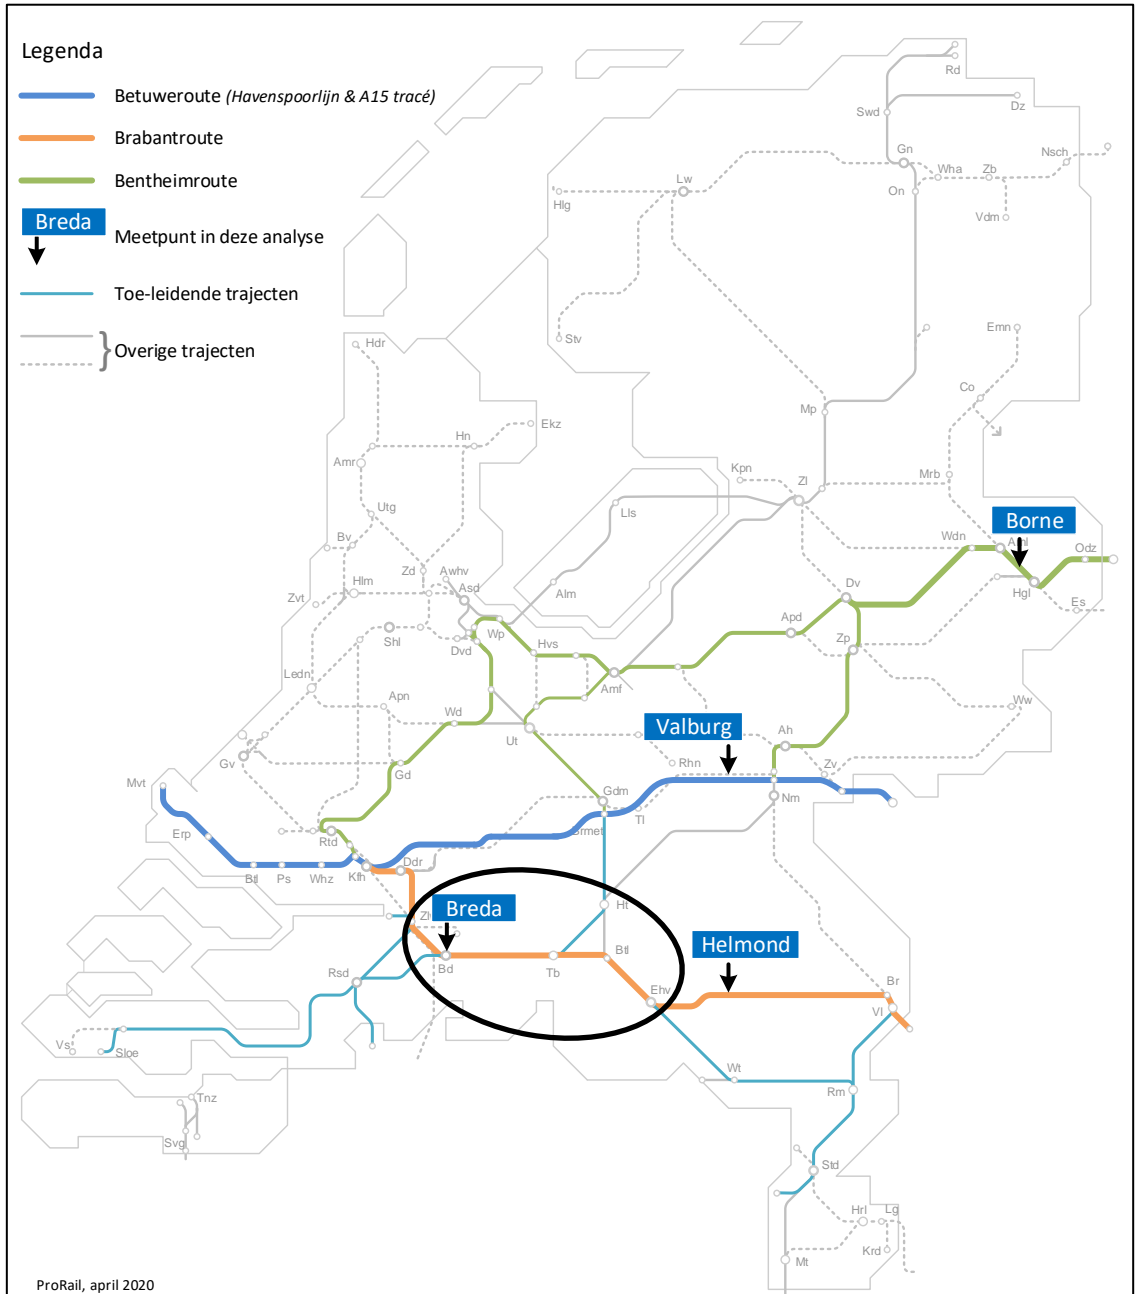 Legenda
Betuweroute (Havenspoorlijn & A15 tracé)
Brabantroute
Bentheimroute
Breda
Meetpunt in deze analyse
Toe-leidende trajecten
Overige trajecten
Rd
Dz
Swd
Gn
Nsch
Wha
Zb
On
Vdm
Lw
Hlg
Stv
Hdr
Emn
Co
Mp
Ekz
Hn
Amr
Kpn
Zl
Mrb
Utg
Lls
Borne
Bv
Wdn
Odz
Zd
Awhv
Asd
Hlm
Alm
Dv
Hgl
Zvt
Es
Shl
Wp
Hvs
Apd
Zp
Dvd
Ledn
Amf
Apn
Ww
Wd
Valburg
Ut
Ah
Gv
Gd
Rhn
Zv
Mvt
Gdm
Nm
Tl
Erp
Rtd
Btl
Ps
Whz
Kfh
Ddr
Breda
Ht
Helmond
Btl
Bd
Tb
Rsd
Ehv
Br
Vl
Vs
Sloe
Wt
Rm
Tnz
Svg
Std
Hrl
Lg
Krd
Mt
ProRail, april 2020